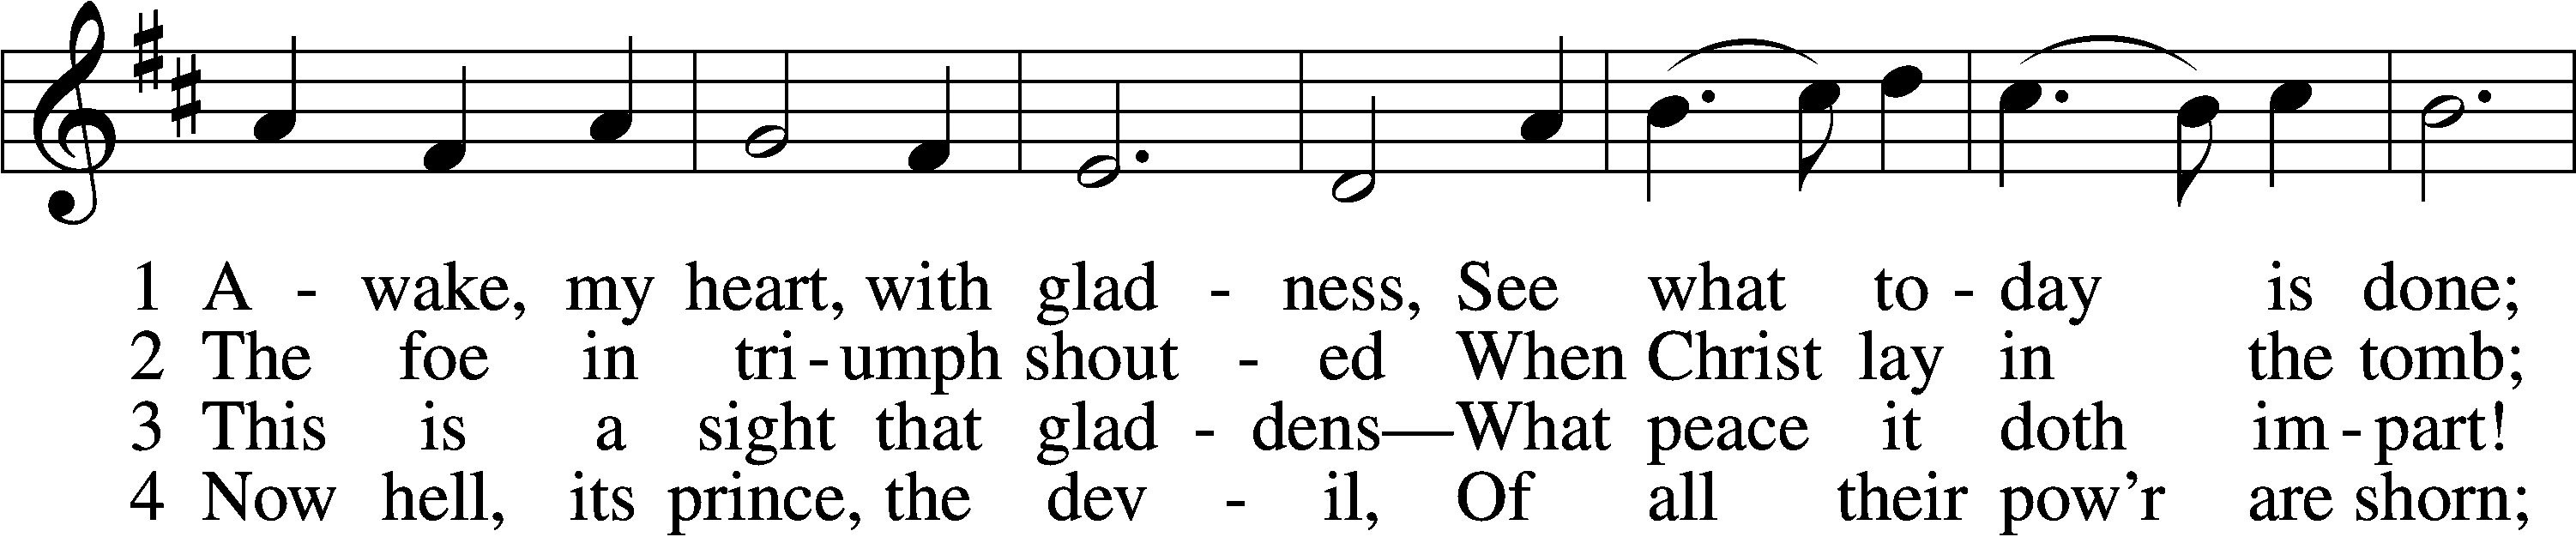 1 A - wake, my heart, with glad - ness, See what to - day is done;
2 The foe in tri - umph shout - ed When Christ lay in the tomb;
3 This is a sight that glad - dens—What peace it doth im - part!
4 Now hell, its prince, the dev - il, Of all their pow'r are shorn;